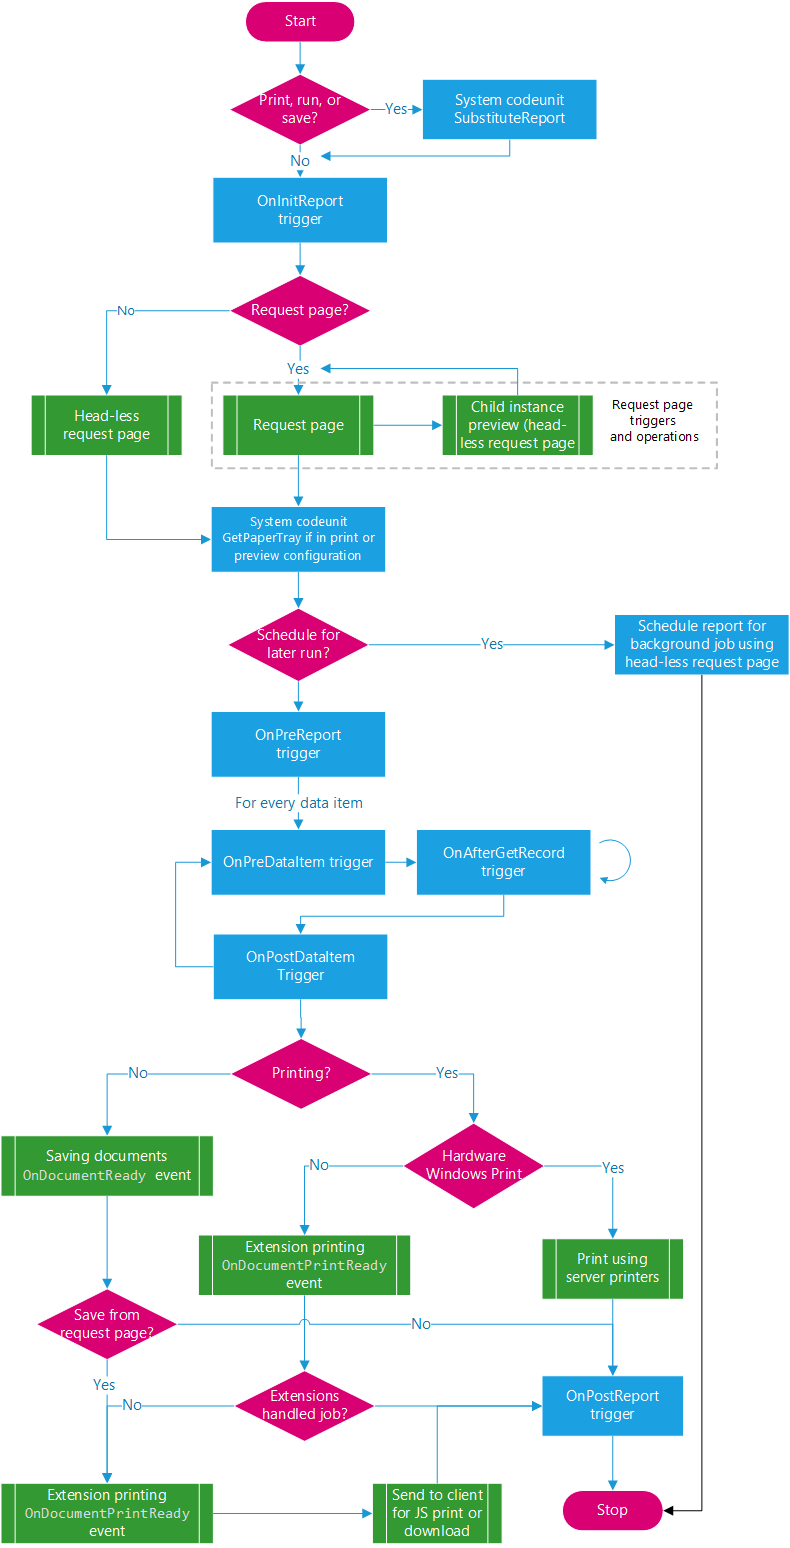 Start
Print, run, or
save?
Yes
System codeunit
SubstituteReport
No
OnInitReport
trigger
Request page?
No
Yes
Head-less
request page
Request page
Child instance
preview (head-
less request page
Request page
triggers
and operations
System codeunit
GetPaperTray if in print or
preview configuration
Schedule for
later run?
Yes
Schedule report for
background job using
head-less request page
OnPreReport
trigger
For every data item
OnPreDataItem trigger
OnAfterGetRecord
trigger
OnPostDataItem
Trigger
Printing?
No
Yes
Saving documents
OnDocumentReady event
Hardware
Windows Print
No
Yes
Extension printing
OnDocumentPrintReady
event
Print using
server printers
Save from
request page?
No
Yes
Extensions
handled job?
No
OnPostReport
trigger
Extension printing
OnDocumentPrintReady
event
Send to client
for JS print or
download
Stop